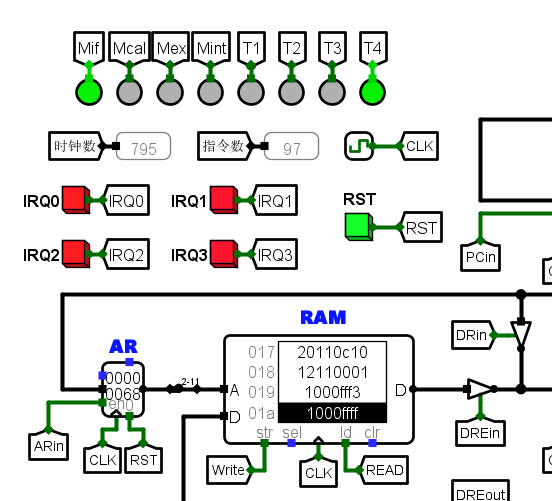 Mif Mcal Mex Mint T1 T2 T3 T4
时钟数 795 指令数 97 CLK
IRQ0 IRQ0 IRQ1 IRQ1 RST
IRQ2 IRQ2 IRQ3 IRQ3 RST
PCin
RAM
DRin
AR
017 20110c10
018 12110001
019 1000fff3
01a 1000ffff
0000
0068
en0
2-11
A
D
D
str sel ld clr
ARin
CLK RST
Write CLK READ
DREin
DREout